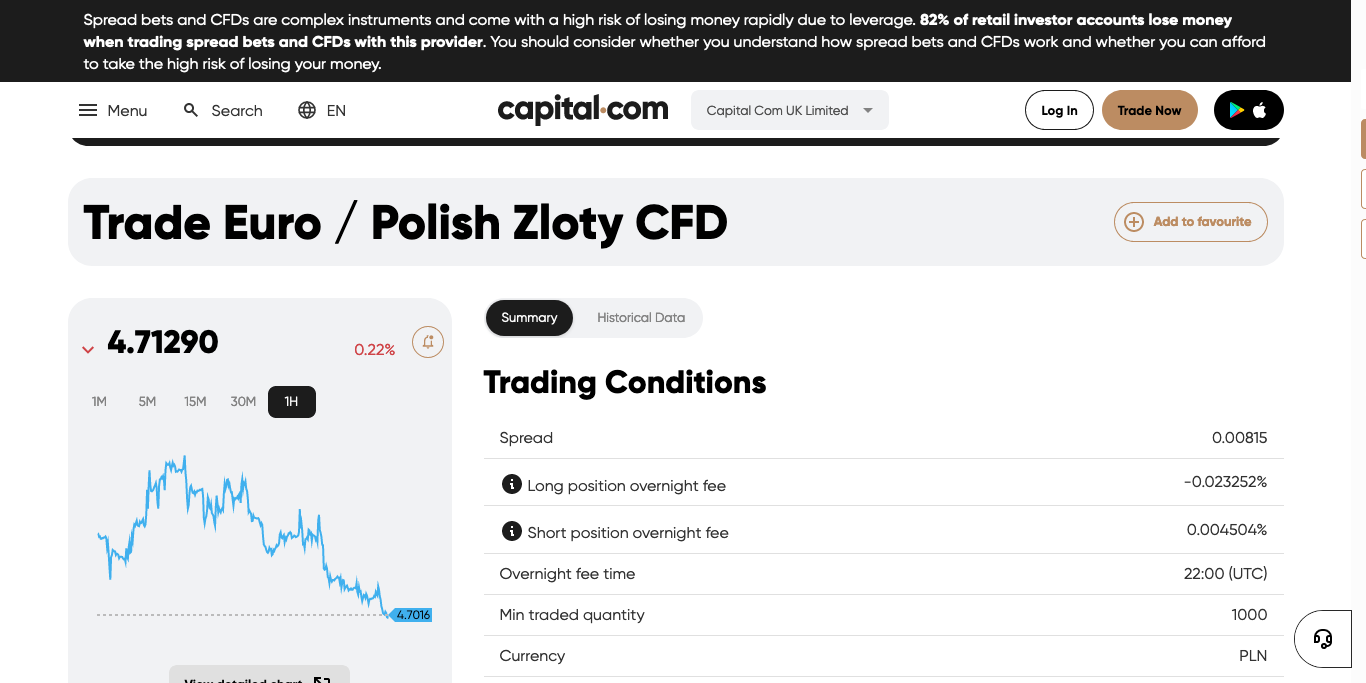 Spread bets and CFDs are complex instruments and come with a high risk of losing money rapidly due to leverage. 82% of retail investor accounts lose money
when trading spread bets and CFDs with this provider. You should consider whether you understand how spread bets and CFDs work and whether you can afford
to take the high risk of losing your money.
Menu Search EN capital.com Capital Com UK Limited Log In Trade Now
Trade Euro / Polish Zloty CFD Add to favourite
4.71290 0.22%
1M 5M 15M 30M 1H
4.7016
View detailed chart
Summary Historical Data
Trading Conditions
Spread 0.00815
Long position overnight fee -0.023252%
Short position overnight fee 0.004504%
Overnight fee time 22:00 (UTC)
Min traded quantity 1000
Currency PLN